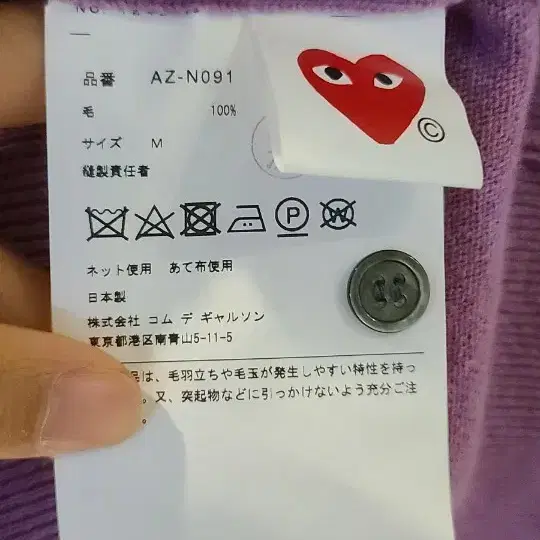 品番 AZ-N091
毛 100%
サイズ M
縫製責任者
P
W
©
ネット使用 あて布使用
日本製
株式会社 コム デ ギャルソン
東京都港区南青山5-11-5
は、毛羽立ちや毛玉が発生しやすい特性を持っ
。又、突起物などに引っかけないよう充分ご注
。